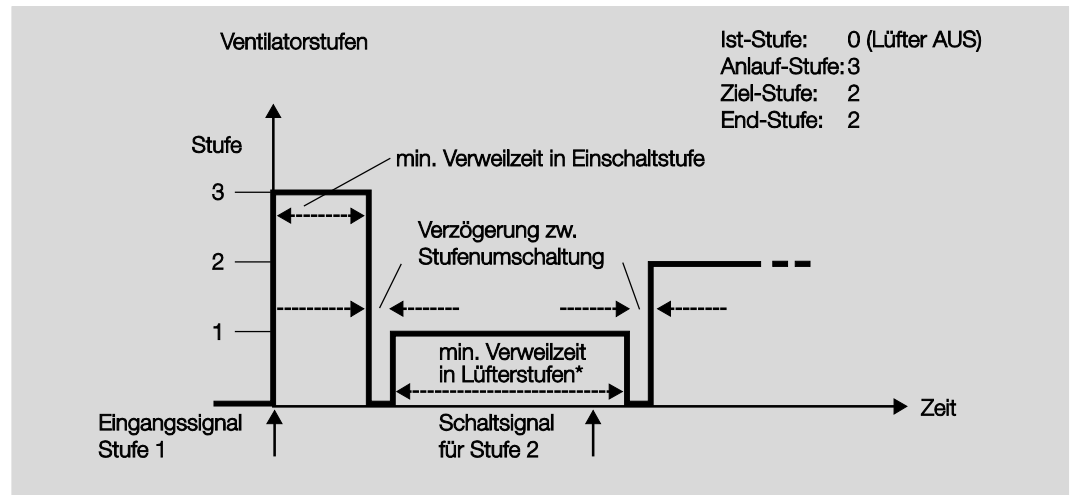 Ventilatorstufen
Ist-Stufe: 0 (Lüfter AUS)
Anlauf-Stufe: 3
Ziel-Stufe: 2
End-Stufe: 2
Stufe
min. Verweilzeit in Einschaltstufe
3
Verzögerung zw.
Stufenumschaltung
2
1
min. Verweilzeit
in Lüfterstufen*
Zeit
Eingangssignal
Stufe 1
Schaltsignal
für Stufe 2